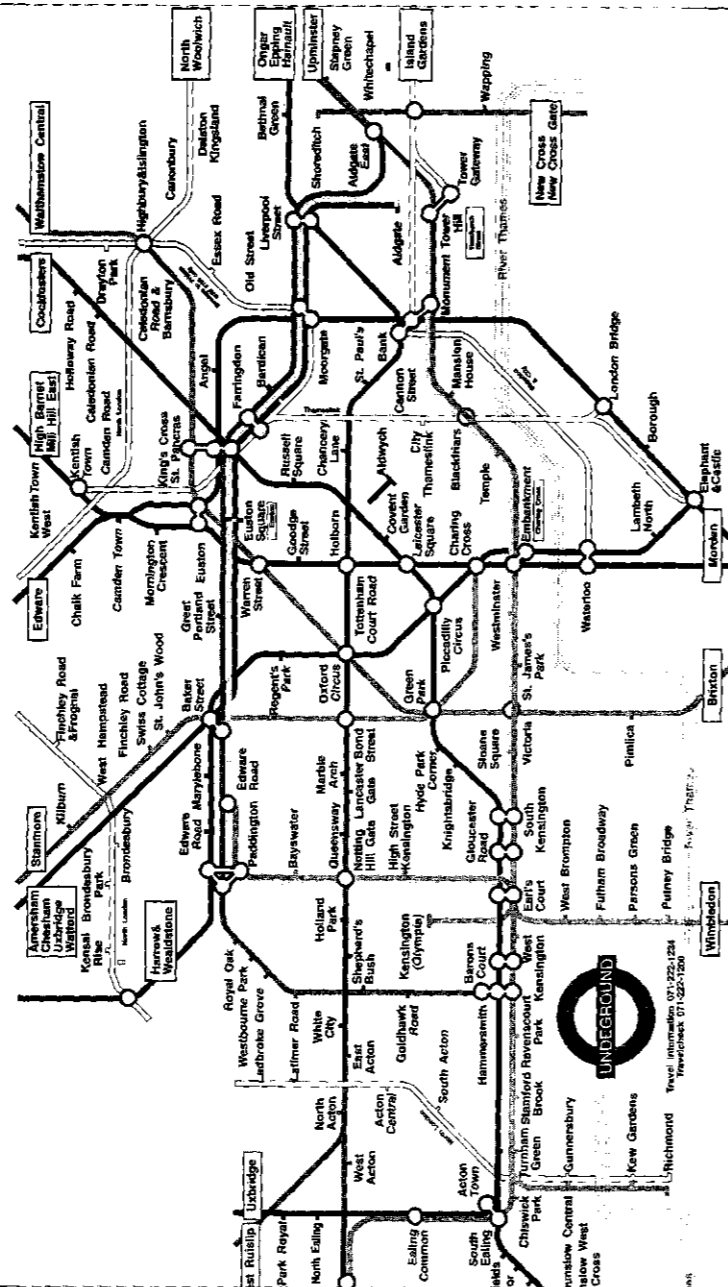 Amersham
Chesham
Uxbridge
Watterd
Stanmore
Edware
High Barnet
Mill Hill East
Cockfosters
Walthamstow Central
Kilburn
Finchley Road
&Frognal
West Hampstead
Finchley Road
Swiss Cottage
St. John's Wood
Kensal
Rise
Brondesbury
Park
Brondesbury
North London
Harrow&
Wealdstone
Chalk Farm
Camden Town
Mornington
Crescent
Kentish Town
West
Kentish
Town
Camden Road
Caledonian Road
Holloway Road
Drayton
Park
North London
Highbury&Islington
Canonbury
Dalston
Kingsland
North
Woolwich
Caledonian
Road &
Barnsbury
Essex Road
King's Cross
St. Pancras
Angel
Euston
Great
Portland
Street
Baker
Street
Marylebone
Edware
Road
Edware
Road
Paddington
Royal Oak
Westbourne Park
Ladbroke Grove
Latimer Road
Uxbridge
Park Royal
North Ealing
Euston
Square
Warren
Street
Goodge
Street
Russell
Square
Farringdon
Barbican
Moorgate
Old Street
Liverpool
Street
Bethnal
Green
Ongar
Epping
Hainault
Upminster
Stepney
Green
Whitechapel
Shoreditch
Aldgate
East
Aldgate
Regent's
Park
Bayswater
North
Acton
White
City
Holland
Park
Queensway
Marble
Arch
Oxford
Circus
Tottenham
Court Road
Holborn
Chancery
Lane
St. Paul's
Bank
West
Acton
East
Acton
Shepherd's
Bush
Notting
Hill Gate
Lancaster
Gate
Bond
Street
Acton
Central
South Acton
Goldhawk
Road
Kensington
(Olympia)
High Street
Kensington
Hyde Park
Corner
Knightsbridge
Green
Park
Piccadilly
Circus
Leicester
Square
Covent
Garden
Aldwych
Charing
Cross
City
Thameslink
Thameslink
Blackfriars
Cannon
Street
Mansion
House
Monument
Tower
Hill
Tower
Gateway
Island
Gardens
Wapping
Ealing
Common
South
Ealing
Acton
Town
Chiswick
Park
Turnham
Green
Stamford
Brook
Ravenscourt
Park
Hammersmith
Barons
Court
West
Kensington
Earl's
Court
Gloucester
Road
South
Kensington
Sloane
Square
Victoria
St. James's
Park
Westminster
Embankment
Charing Cross
Temple
River Thames
New Cross
New Cross Gate
Gunnersbury
Kew Gardens
Richmond
UNDEGROUND
Travel information 071-222-1234
Travelcheck 071-222-1200
West Brompton
Fulham Broadway
Parsons Green
Putney Bridge
Wimbledon
Pimlica
Brixton
Waterloo
Lambeth
North
London Bridge
Borough
Elephant
&Castle
Morden